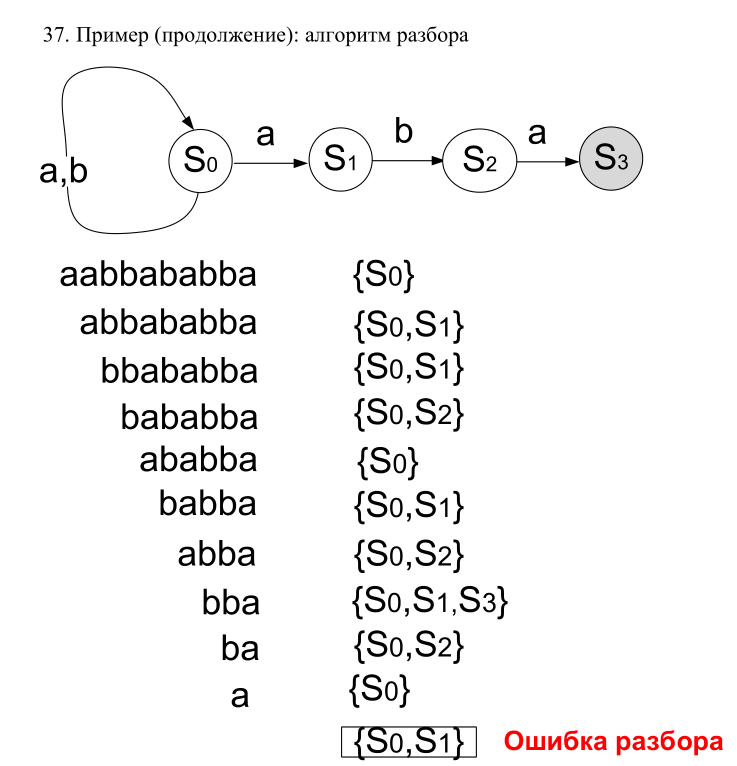 37. Пример (продолжение): алгоритм разбора
a,b
S0
a
S1
b
S2
a
S3
aabbababba {S0}
abbababba {S0,S1}
bbababba {S0,S1}
bababba {S0,S2}
ababba {S0}
babba {S0,S1}
abba {S0,S2}
bba {S0,S1,S3}
ba {S0,S2}
a {S0}
{S0,S1} Ошибка разбора